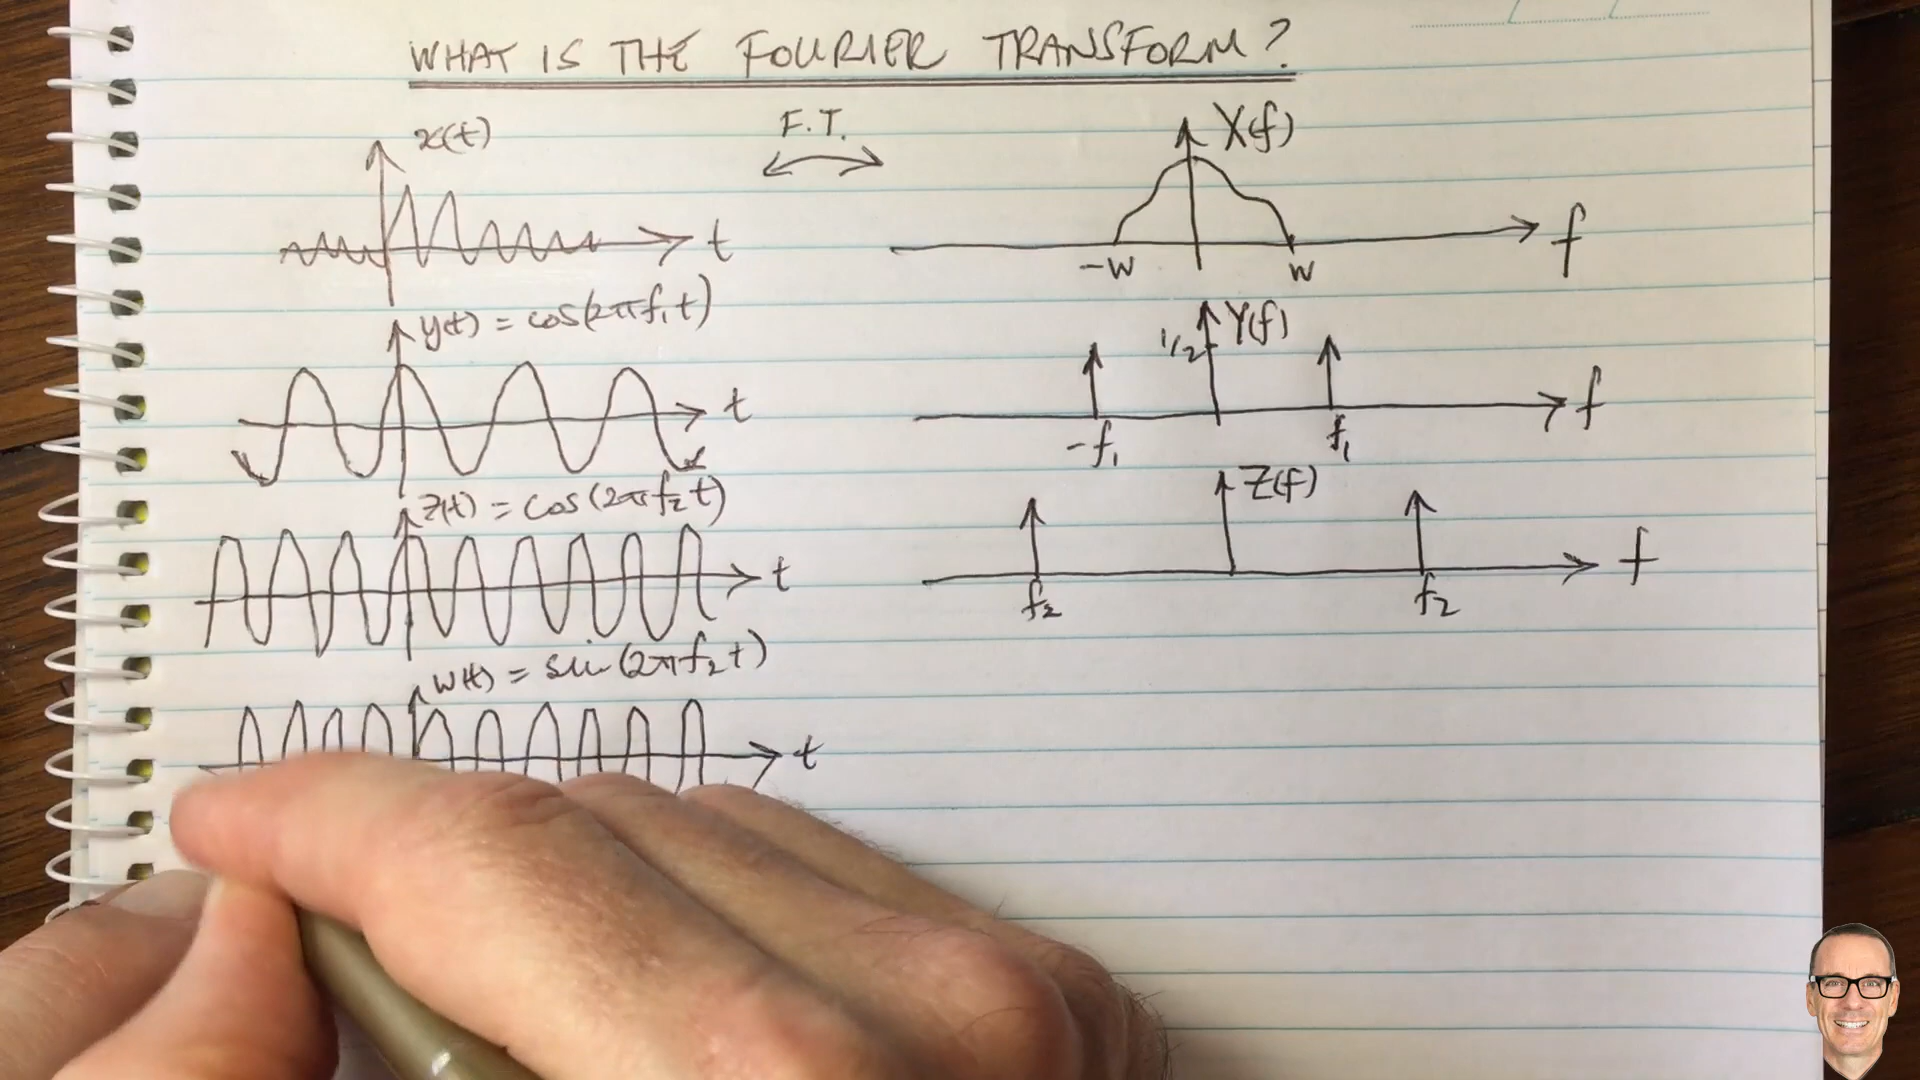 WHAT IS THE FOURIER TRANSFORM?
x(t)
F.T.
X(f)
t
f
-W
W
y(t) = cos(2πf₁t)
½
Y(f)
t
f
-f₁
f₁
z(t) = cos(2πf₂t)
Z(f)
t
f
f₂
f₂
w(t) = sin(2πf₂t)
t